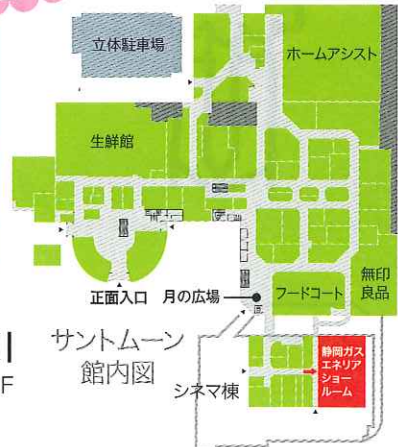 立体駐車場
ホームアシスト
生鮮館
正面入口
月の広場
フードコート
無印
良品
サントムーン
館内図
F
シネマ棟
静岡ガス
エネリア
ショー
ルーム